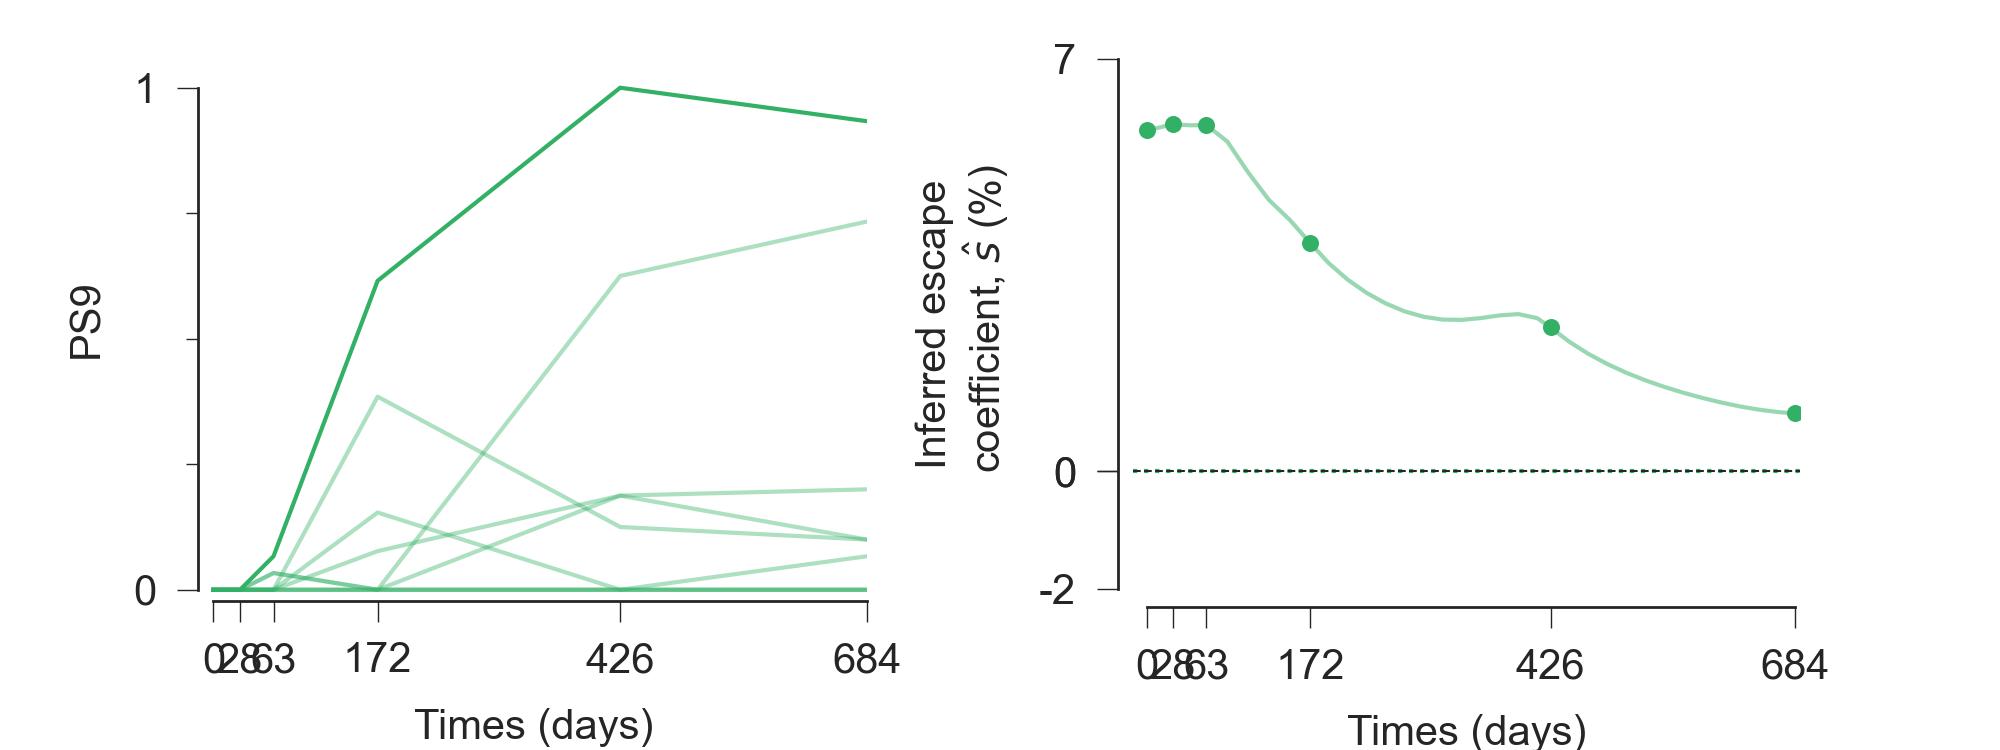 1
0
PS9
0 28 63 172 426 684
Times (days)
7
0
-2
Inferred escape
coefficient, ŝ (%)
0 28 63 172 426 684
Times (days)